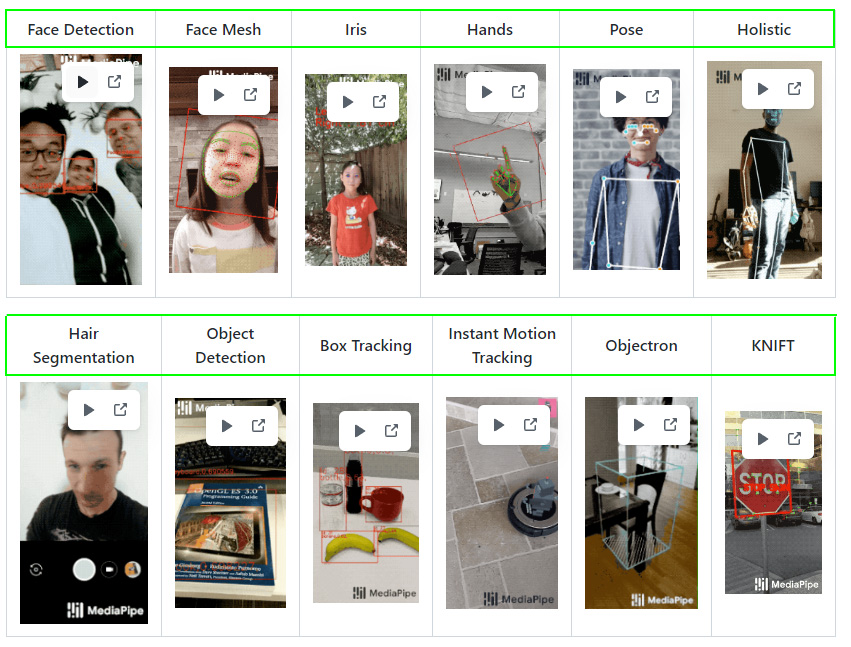 Face Detection
Face Mesh
Iris
Hands
Pose
Holistic
Hair
Segmentation
Object
Detection
Box Tracking
Instant Motion
Tracking
Objectron
KNIFT
OpenGL ES 3.0
Programming Guide
STOP
MediaPipe
MediaPipe
MediaPipe
MediaPipe
MediaPipe